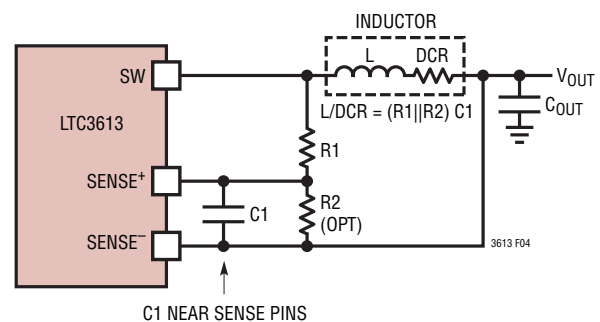 INDUCTOR
L DCR
SW
V_OUT
L/DCR = (R1||R2) C1
C_OUT
LTC3613
R1
SENSE+
R2
(OPT)
C1
SENSE–
3613 F04
C1 NEAR SENSE PINS